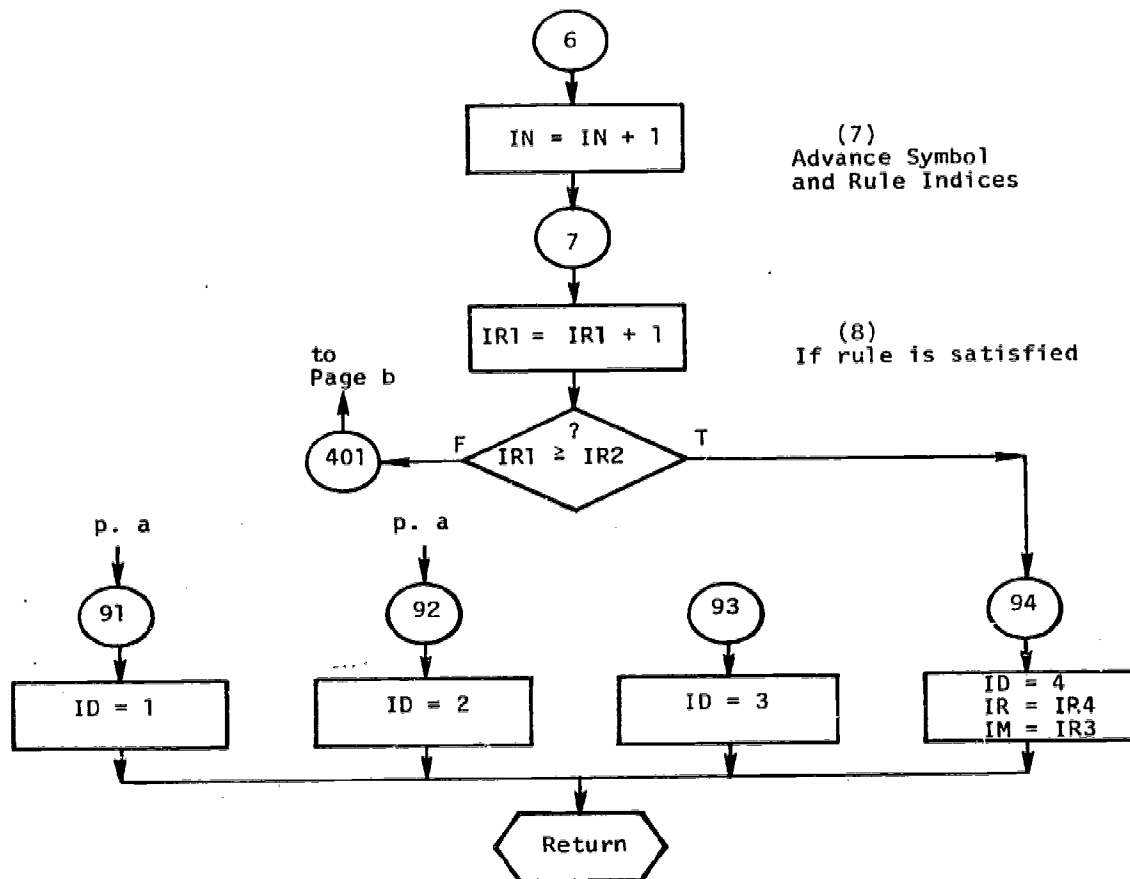 6
IN = IN + 1
(7)
Advance Symbol
and Rule Indices
7
IR1 = IR1 + 1
(8)
If rule is satisfied
to
Page b
401
F
?
IR1 ≧ IR2
T
p. a
p. a
91
92
93
94
ID = 1
ID = 2
ID = 3
ID = 4
IR = IR4
IM = IR3
Return